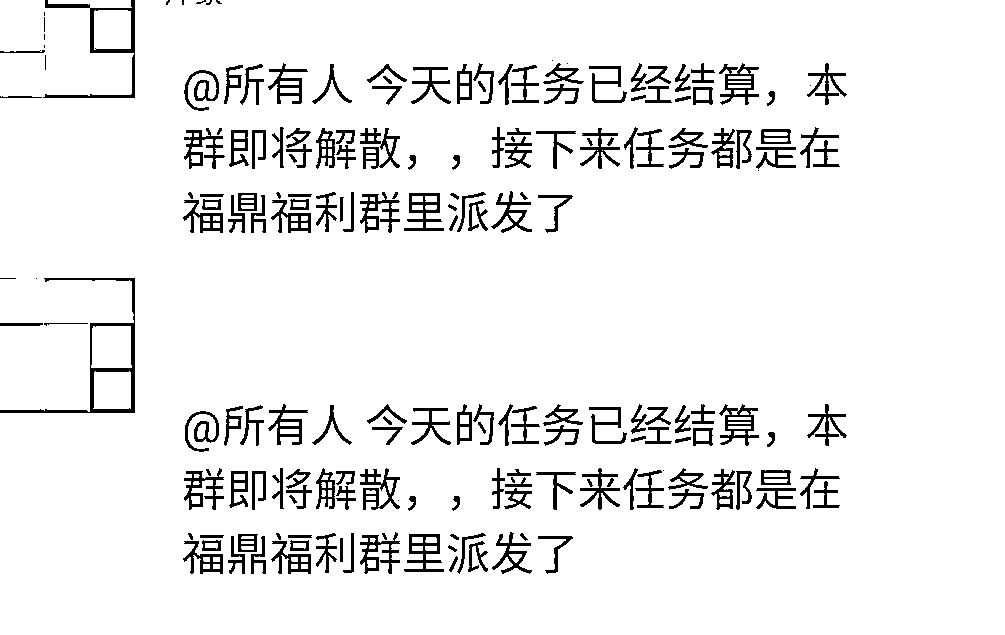 @所有人 今天的任务已经结算，本
群即将解散，，接下来任务都是在
福鼎福利群里派发了
@所有人 今天的任务已经结算，本
群即将解散，，接下来任务都是在
福鼎福利群里派发了